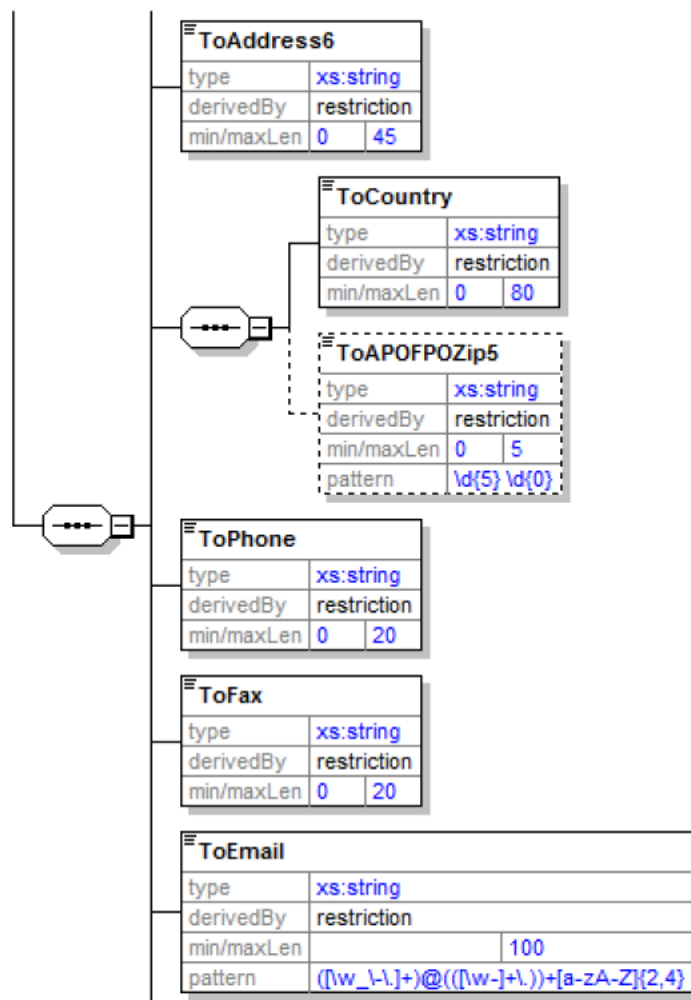 ToAddress6
type xs:string
derivedBy restriction
min/maxLen 0 45
ToCountry
type xs:string
derivedBy restriction
min/maxLen 0 80
ToAPOFPOZip5
type xs:string
derivedBy restriction
min/maxLen 0 5
pattern \d{5} \d{0}
ToPhone
type xs:string
derivedBy restriction
min/maxLen 0 20
ToFax
type xs:string
derivedBy restriction
min/maxLen 0 20
ToEmail
type xs:string
derivedBy restriction
min/maxLen 100
pattern ([\w_\-\.]+)@(([\w-]+\.))+[a-zA-Z]{2,4}